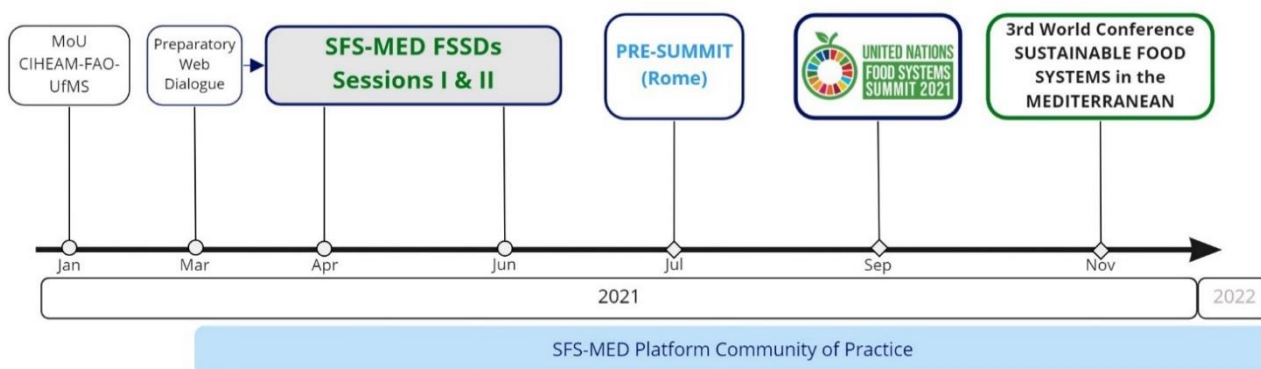 MoU
CIHEAM-FAO-
UfMS
Preparatory
Web
Dialogue
SFS-MED FSSDs
Sessions I & II
PRE-SUMMIT
(Rome)
UNITED NATIONS
FOOD SYSTEMS
SUMMIT 2021
3rd World Conference
SUSTAINABLE FOOD
SYSTEMS in the
MEDITERRANEAN
Jan
Mar
Apr
Jun
Jul
Sep
Nov
2021
2022
SFS-MED Platform Community of Practice